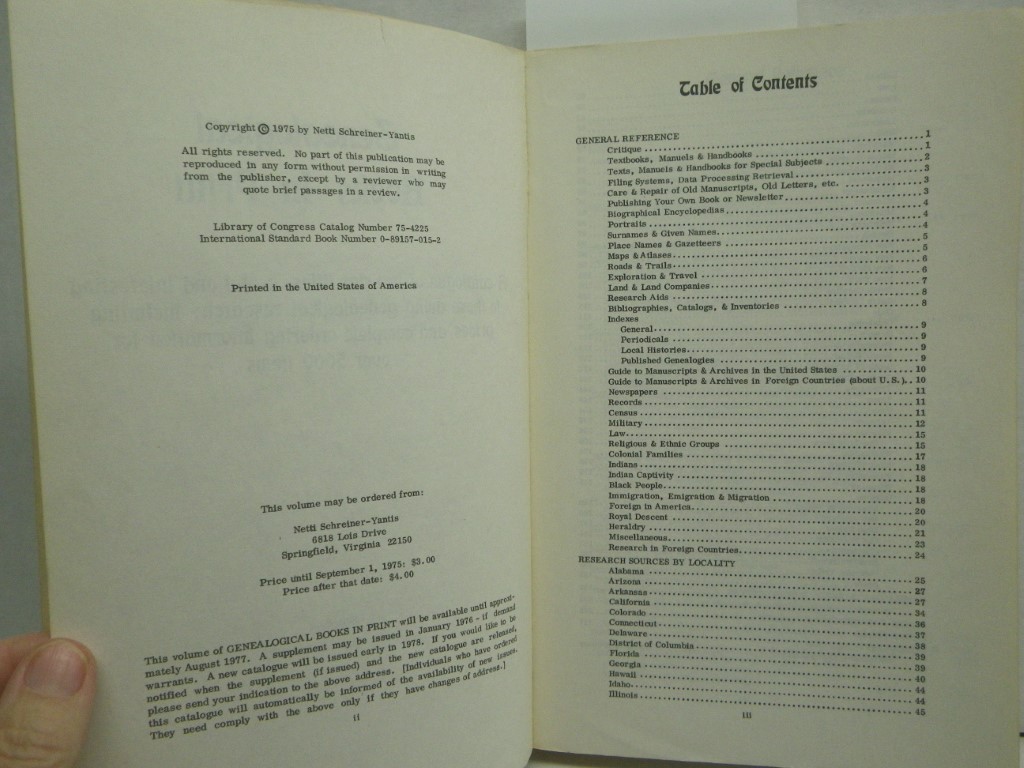 Copyright © 1975 by Netti Schreiner-Yantis
All rights reserved. No part of this publication may be
reproduced in any form without permission in writing
from the publisher, except by a reviewer who may
quote brief passages in a review.
Library of Congress Catalog Number 75-4225
International Standard Book Number 0-89157-015-2
Printed in the United States of America
This volume may be ordered from:
Netti Schreiner-Yantis
6818 Lois Drive
Springfield, Virginia 22150
Price until September 1, 1975: $3.00
Price after that date: $4.00
This volume of GENEALOGICAL BOOKS IN PRINT will be available until approxi-
mately August 1977. A supplement may be issued in January 1976 - if demand
warrants. A new catalogue will be issued early in 1978. If you would like to be
notified when the supplement (if issued) and the new catalogue are released,
please send your indication to the above address. [Individuals who have ordered
this catalogue will automatically be informed of the availability of new issues.
They need comply with the above only if they have changes of address.]
ii
Table of Contents
GENERAL REFERENCE
Critique 1
Textbooks, Manuels & Handbooks 1
Texts, Manuels & Handbooks for Special Subjects 2
Filing Systems, Data Processing Retrieval 3
Care & Repair of Old Manuscripts, Old Letters, etc. 3
Publishing Your Own Book or Newsletter 3
Biographical Encyclopedias 4
Portraits 4
Surnames & Given Names 4
Place Names & Gazetteers 5
Maps & Atlases 5
Roads & Trails 6
Exploration & Travel 6
Land & Land Companies 7
Research Aids 8
Bibliographies, Catalogs, & Inventories 8
Indexes
General 9
Periodicals 9
Local Histories 9
Published Genealogies 9
Guide to Manuscripts & Archives in the United States 10
Guide to Manuscripts & Archives in Foreign Countries (about U.S.) 10
Newspapers 11
Records 11
Census 11
Military 12
Law 15
Religious & Ethnic Groups 15
Colonial Families 17
Indians 18
Indian Captivity 18
Black People 18
Immigration, Emigration & Migration 18
Foreign in America 20
Royal Descent 20
Heraldry 21
Miscellaneous 23
Research in Foreign Countries 24
RESEARCH SOURCES BY LOCALITY
Alabama 25
Arizona 27
Arkansas 27
California 34
Colorado 36
Connecticut 37
Delaware 38
District of Columbia 39
Florida 39
Georgia 40
Hawaii 44
Idaho 44
Illinois 45
iii